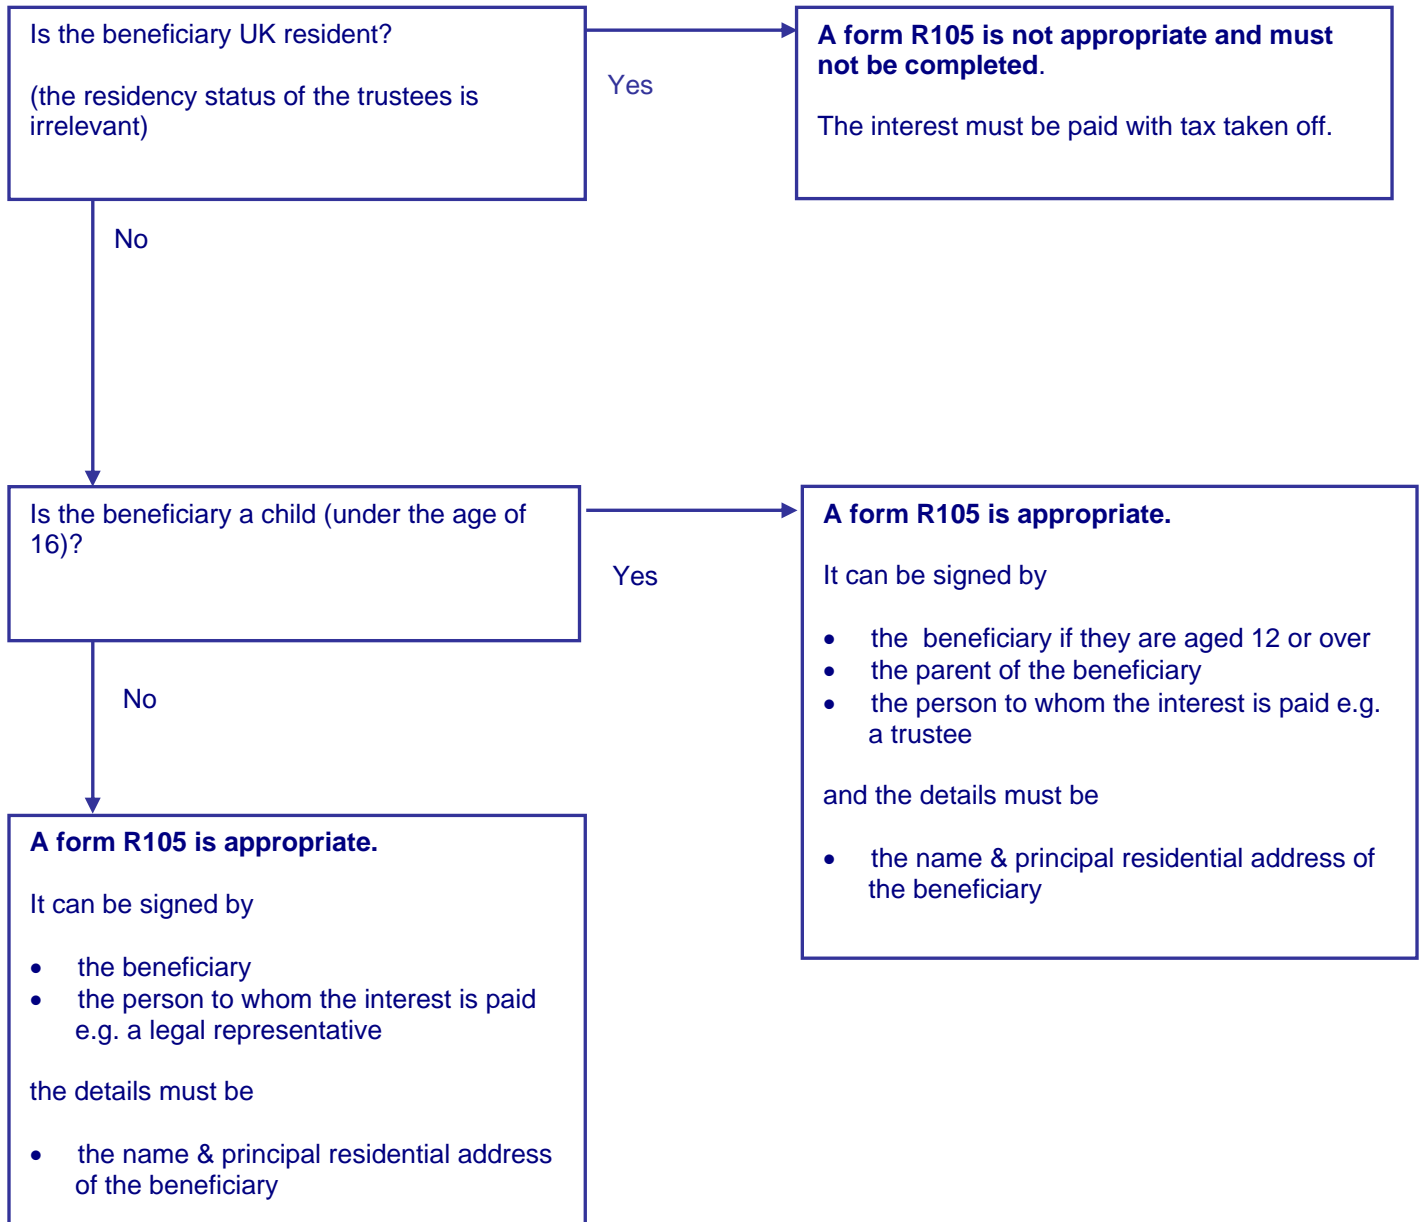 Is the beneficiary UK resident?
(the residency status of the trustees is
irrelevant)
Yes
A form R105 is not appropriate and must
not be completed.
The interest must be paid with tax taken off.
No
Is the beneficiary a child (under the age of
16)?
Yes
A form R105 is appropriate.
It can be signed by
• the beneficiary if they are aged 12 or over
• the parent of the beneficiary
• the person to whom the interest is paid e.g.
a trustee
and the details must be
• the name & principal residential address of
the beneficiary
No
A form R105 is appropriate.
It can be signed by
• the beneficiary
• the person to whom the interest is paid
e.g. a legal representative
the details must be
• the name & principal residential address
of the beneficiary